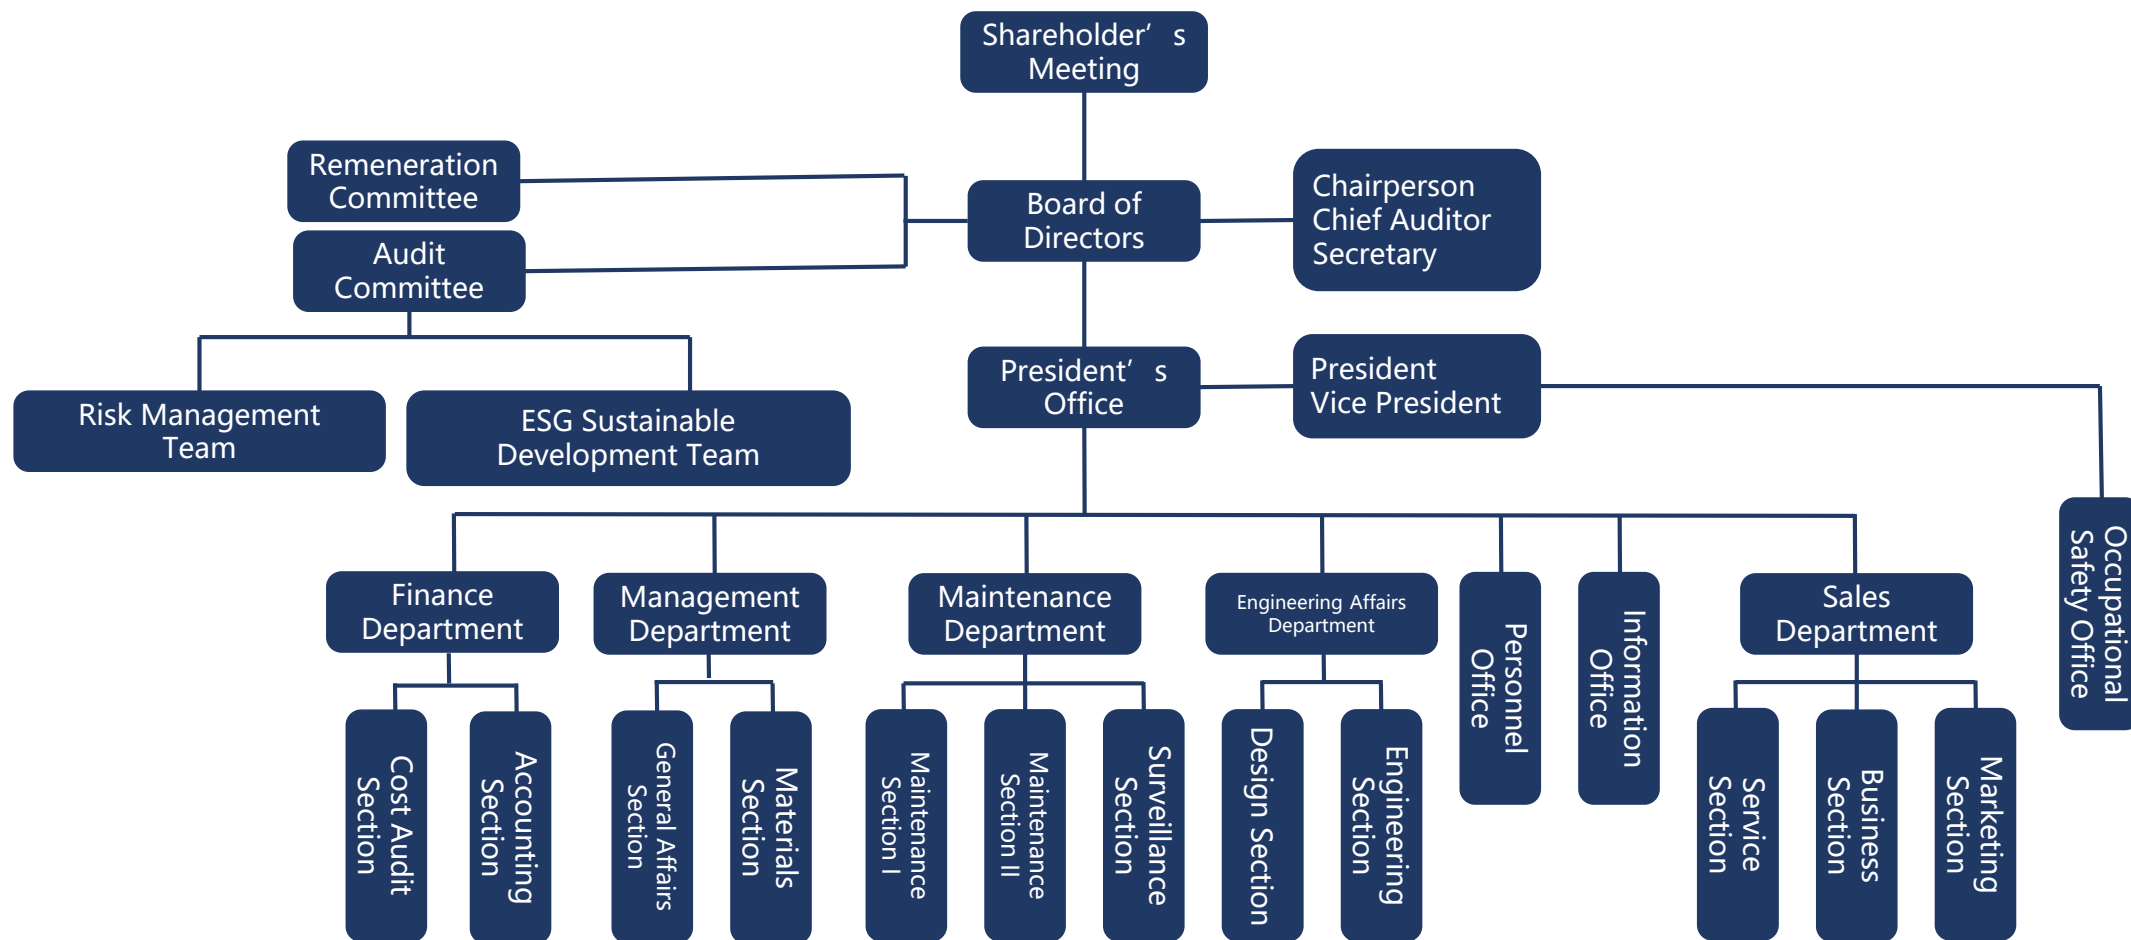 Shareholder’s
Meeting
Remeneration
Committee
Board of
Directors
Chairperson
Chief Auditor
Secretary
Audit
Committee
President’s
Office
President
Vice President
Risk Management
Team
ESG Sustainable
Development Team
Occupational
Safety Office
Finance
Department
Management
Department
Maintenance
Department
Engineering Affairs
Department
Personnel
Office
Information
Office
Sales
Department
Cost Audit
Section
Accounting
Section
General Affairs
Section
Materials
Section
Maintenance
Section I
Maintenance
Section II
Surveillance
Section
Design Section
Engineering
Section
Service
Section
Business
Section
Marketing
Section